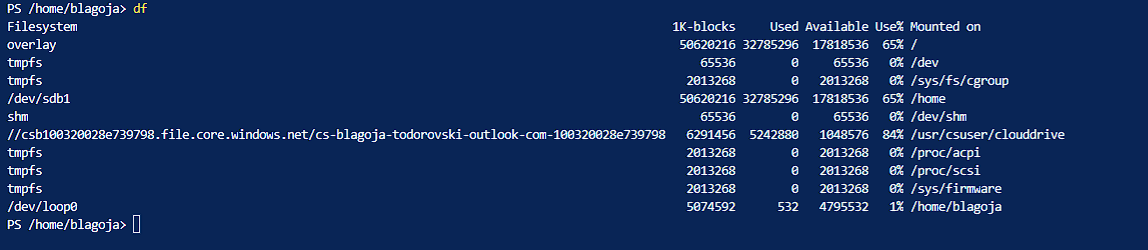 PS /home/blagoja> df
Filesystem 1K-blocks Used Available Use% Mounted on
overlay 50620216 32785296 17818536 65% /
tmpfs 65536 0 65536 0% /dev
tmpfs 2013268 0 2013268 0% /sys/fs/cgroup
/dev/sdb1 50620216 32785296 17818536 65% /home
shm 65536 0 65536 0% /dev/shm
//csb100320028e739798.file.core.windows.net/cs-blagoja-todorovski-outlook-com-100320028e739798 6291456 5242880 1048576 84% /usr/csuser/clouddrive
tmpfs 2013268 0 2013268 0% /proc/acpi
tmpfs 2013268 0 2013268 0% /proc/scsi
tmpfs 2013268 0 2013268 0% /sys/firmware
/dev/loop0 5074592 532 4795532 1% /home/blagoja
PS /home/blagoja>